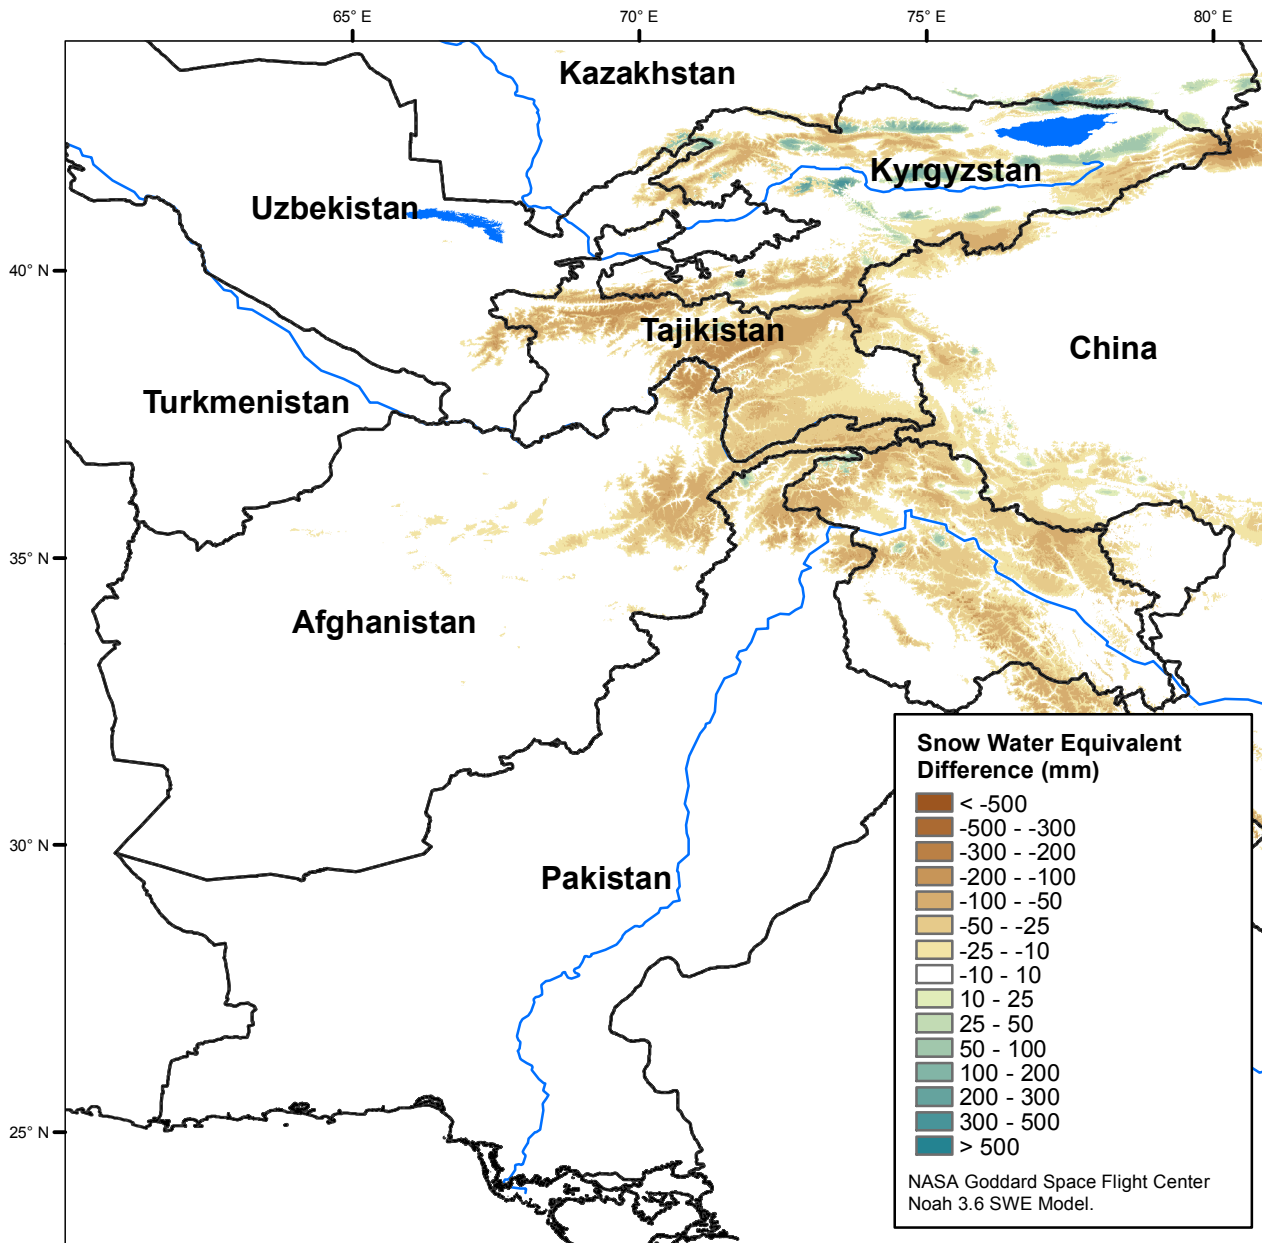 65° E
70° E
75° E
80° E
Kazakhstan
Kyrgyzstan
Uzbekistan
40° N
Tajikistan
China
Turkmenistan
35° N
Afghanistan
30° N
Pakistan
25° N
Snow Water Equivalent
Difference (mm)
< -500
-500 - -300
-300 - -200
-200 - -100
-100 - -50
-50 - -25
-25 - -10
-10 - 10
10 - 25
25 - 50
50 - 100
100 - 200
200 - 300
300 - 500
> 500
NASA Goddard Space Flight Center
Noah 3.6 SWE Model.